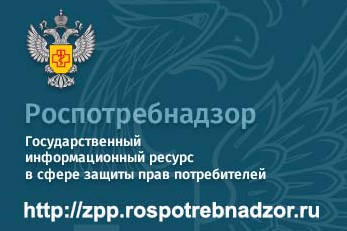 Роспотребнадзор
Государственный
информационный ресурс
в сфере защиты прав потребителей
http://zpp.rospotrebnadzor.ru